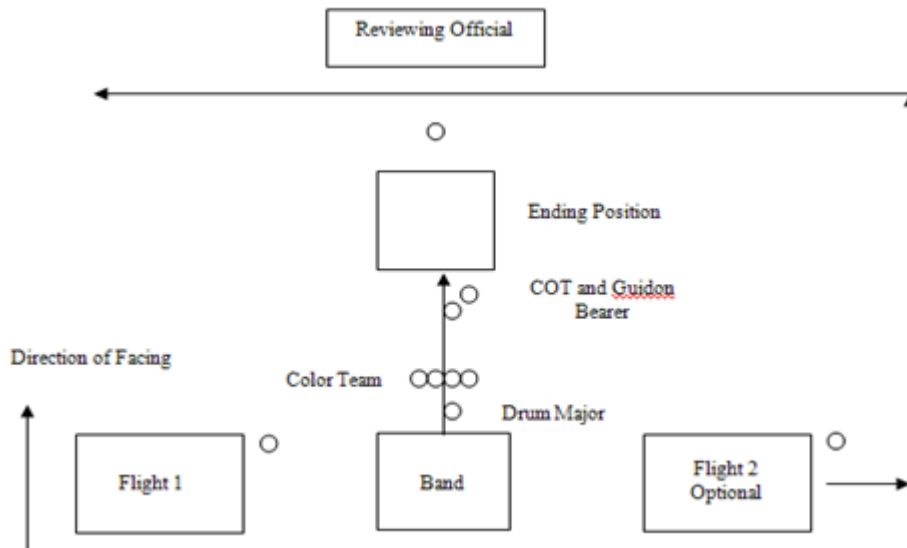 Reviewing Official
Ending Position
COT and Guidon
Bearer
Direction of Facing
Color Team
Drum Major
Flight 1
Band
Flight 2
Optional